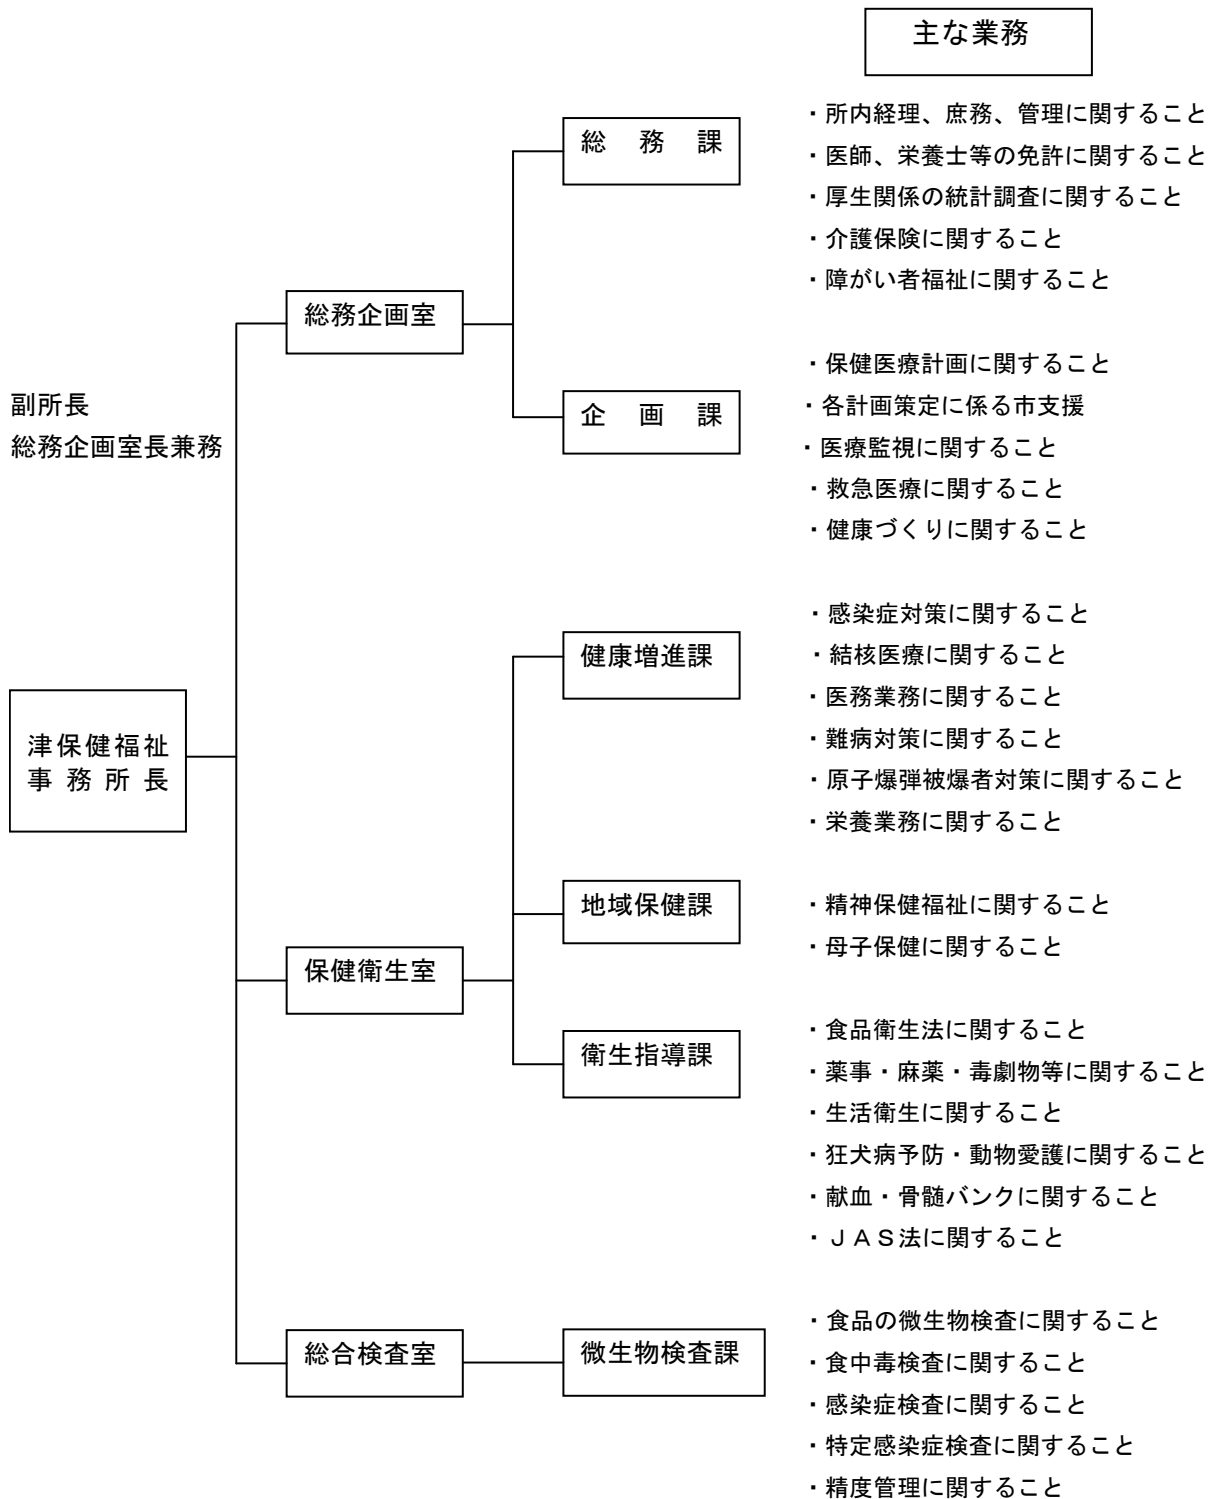 主な業務
総　務　課
・所内経理、庶務、管理に関すること
・医師、栄養士等の免許に関すること
・厚生関係の統計調査に関すること
・介護保険に関すること
・障がい者福祉に関すること
総務企画室
副所長
総務企画室長兼務
企　画　課
・保健医療計画に関すること
・各計画策定に係る市支援
・医療監視に関すること
・救急医療に関すること
・健康づくりに関すること
健康増進課
・感染症対策に関すること
・結核医療に関すること
・医務業務に関すること
・難病対策に関すること
・原子爆弾被爆者対策に関すること
・栄養業務に関すること
津保健福祉
事務所長
地域保健課
・精神保健福祉に関すること
・母子保健に関すること
保健衛生室
衛生指導課
・食品衛生法に関すること
・薬事・麻薬・毒劇物等に関すること
・生活衛生に関すること
・狂犬病予防・動物愛護に関すること
・献血・骨髄バンクに関すること
・ＪＡＳ法に関すること
総合検査室
微生物検査課
・食品の微生物検査に関すること
・食中毒検査に関すること
・感染症検査に関すること
・特定感染症検査に関すること
・精度管理に関すること